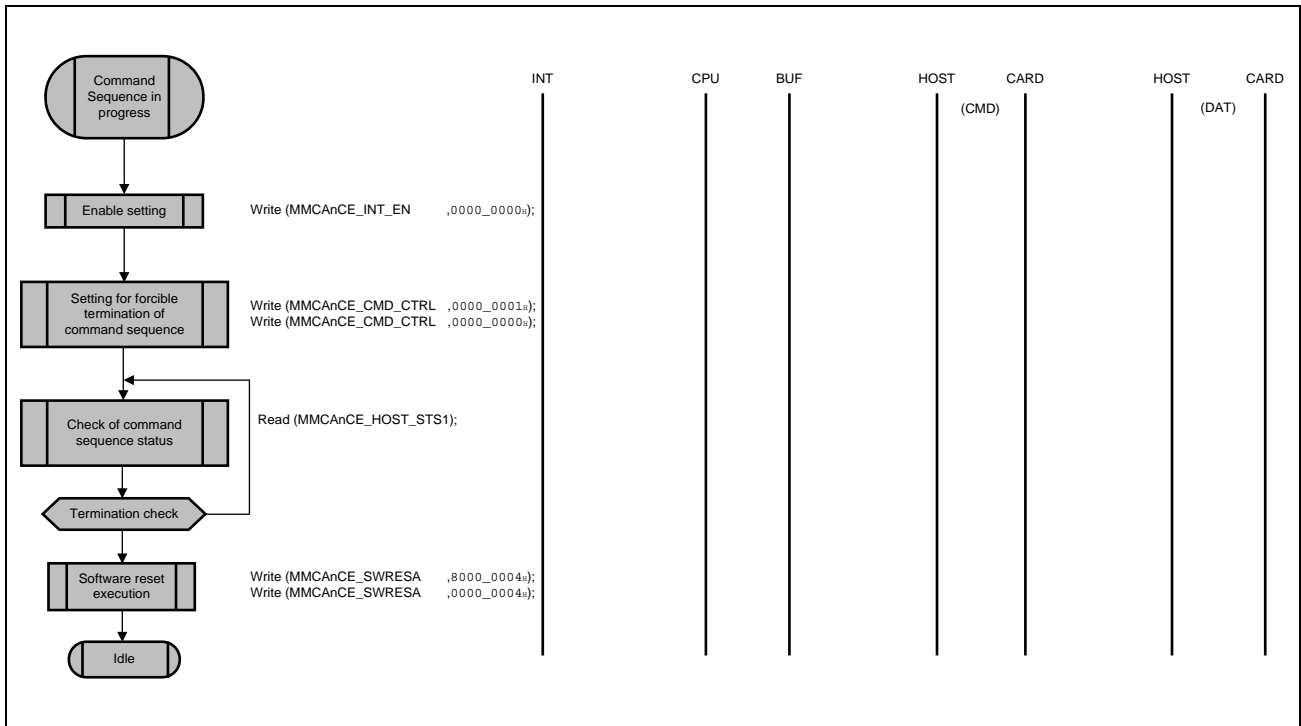 Command
Sequence in
progress
INT
CPU
BUF
HOST
CARD
HOST
CARD
(CMD)
(DAT)
Enable setting
Write (MMCAnCE_INT_EN ,0000_0000H);
Setting for forcible
termination of
command sequence
Write (MMCAnCE_CMD_CTRL ,0000_0001H);
Write (MMCAnCE_CMD_CTRL ,0000_0000H);
Check of command
sequence status
Read (MMCAnCE_HOST_STS1);
Termination check
Software reset
execution
Write (MMCAnCE_SWRESA ,8000_0004H);
Write (MMCAnCE_SWRESA ,0000_0004H);
Idle